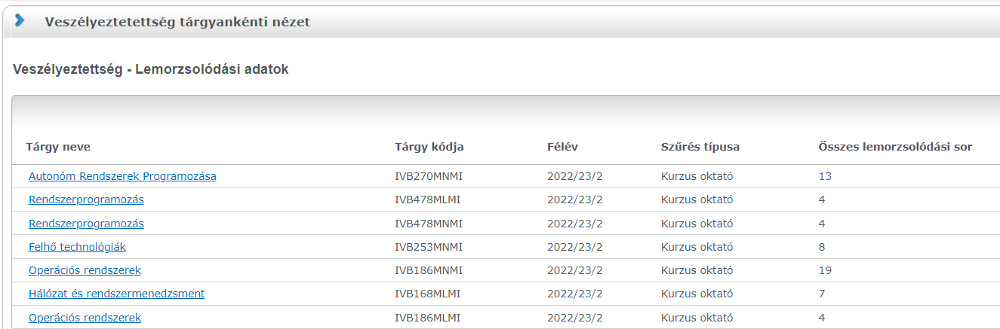 Veszélyeztetettség tárgyankénti nézet
Veszélyeztettség - Lemorzsolódási adatok
Tárgy neve Tárgy kódja Félév Szűrés típusa Összes lemorzsolódási sor
Autonóm Rendszerek Programozása IVB270MNMI 2022/23/2 Kurzus oktató 13
Rendszerprogramozás IVB478MLMI 2022/23/2 Kurzus oktató 4
Rendszerprogramozás IVB478MNMI 2022/23/2 Kurzus oktató 4
Felhő technológiák IVB253MNMI 2022/23/2 Kurzus oktató 8
Operációs rendszerek IVB186MNMI 2022/23/2 Kurzus oktató 19
Hálózat és rendszermenedzsment IVB168MLMI 2022/23/2 Kurzus oktató 7
Operációs rendszerek IVB186MLMI 2022/23/2 Kurzus oktató 4